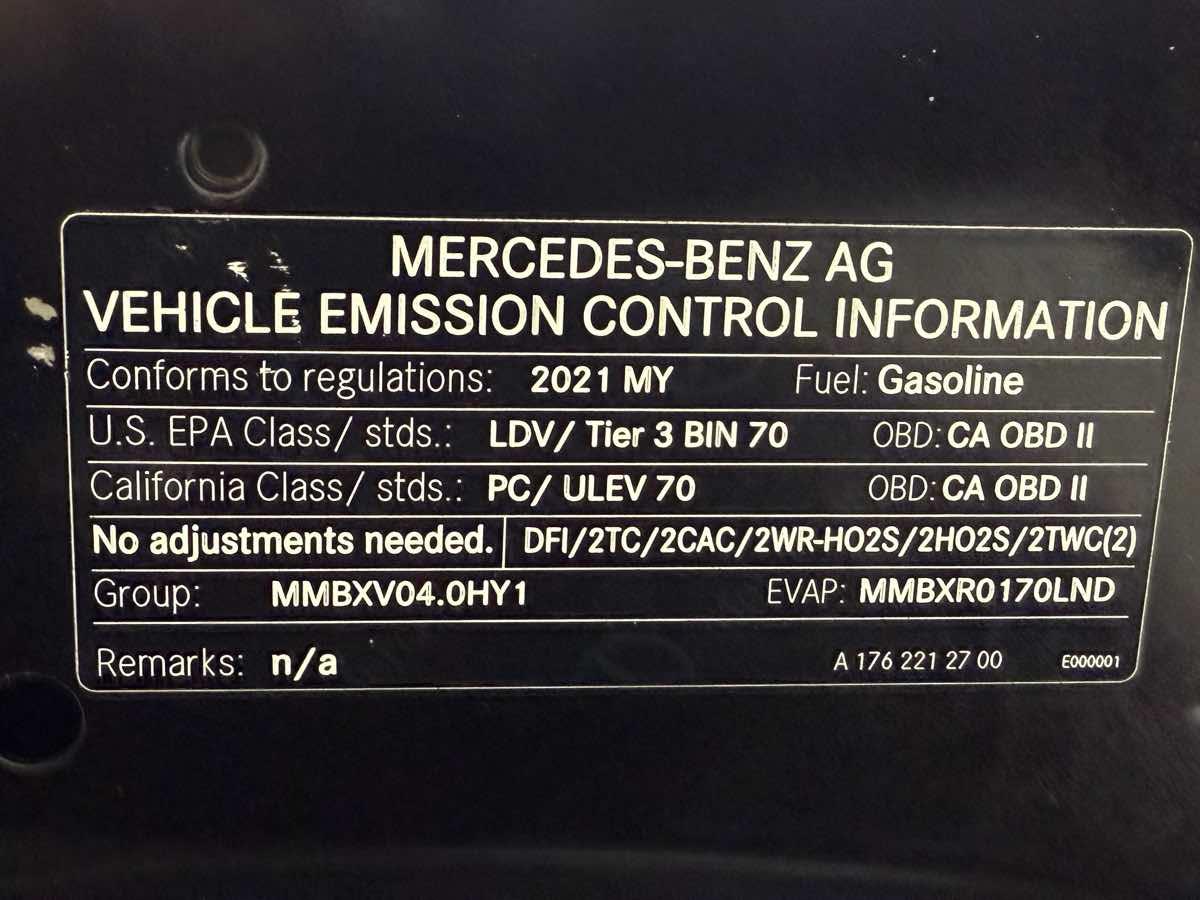 MERCEDES-BENZ AG
VEHICLE EMISSION CONTROL INFORMATION
Conforms to regulations: 2021 MY Fuel: Gasoline
U.S. EPA Class/ stds.: LDV/ Tier 3 BIN 70 OBD: CA OBD II
California Class/ stds.: PC/ ULEV 70 OBD: CA OBD II
No adjustments needed. DFI/2TC/2CAC/2WR-HO2S/2HO2S/2TWC(2)
Group: MMBXV04.0HY1 EVAP: MMBXR0170LND
Remarks: n/a A 176 221 27 00 E000001